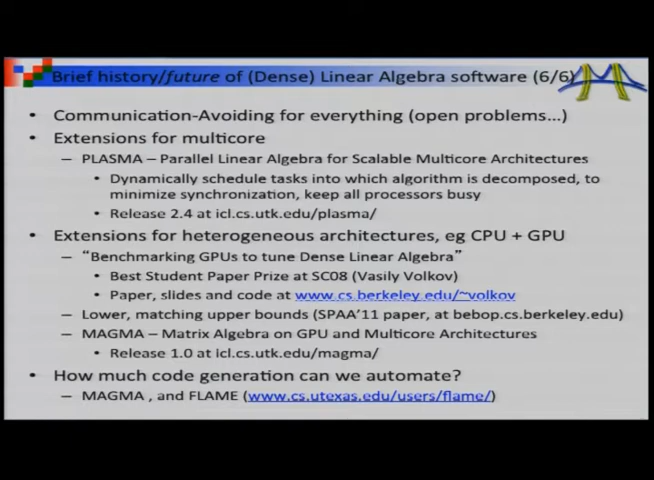 Brief history/future of (Dense) Linear Algebra software (6/6)
• Communication-Avoiding for everything (open problems…)
• Extensions for multicore
– PLASMA – Parallel Linear Algebra for Scalable Multicore Architectures
• Dynamically schedule tasks into which algorithm is decomposed, to
minimize synchronization, keep all processors busy
• Release 2.4 at icl.cs.utk.edu/plasma/
• Extensions for heterogeneous architectures, eg CPU + GPU
– "Benchmarking GPUs to tune Dense Linear Algebra"
• Best Student Paper Prize at SC08 (Vasily Volkov)
• Paper, slides and code at www.cs.berkeley.edu/~volkov
– Lower, matching upper bounds (SPAA'11 paper, at bebop.cs.berkeley.edu)
– MAGMA – Matrix Algebra on GPU and Multicore Architectures
• Release 1.0 at icl.cs.utk.edu/magma/
• How much code generation can we automate?
– MAGMA , and FLAME (www.cs.utexas.edu/users/flame/)